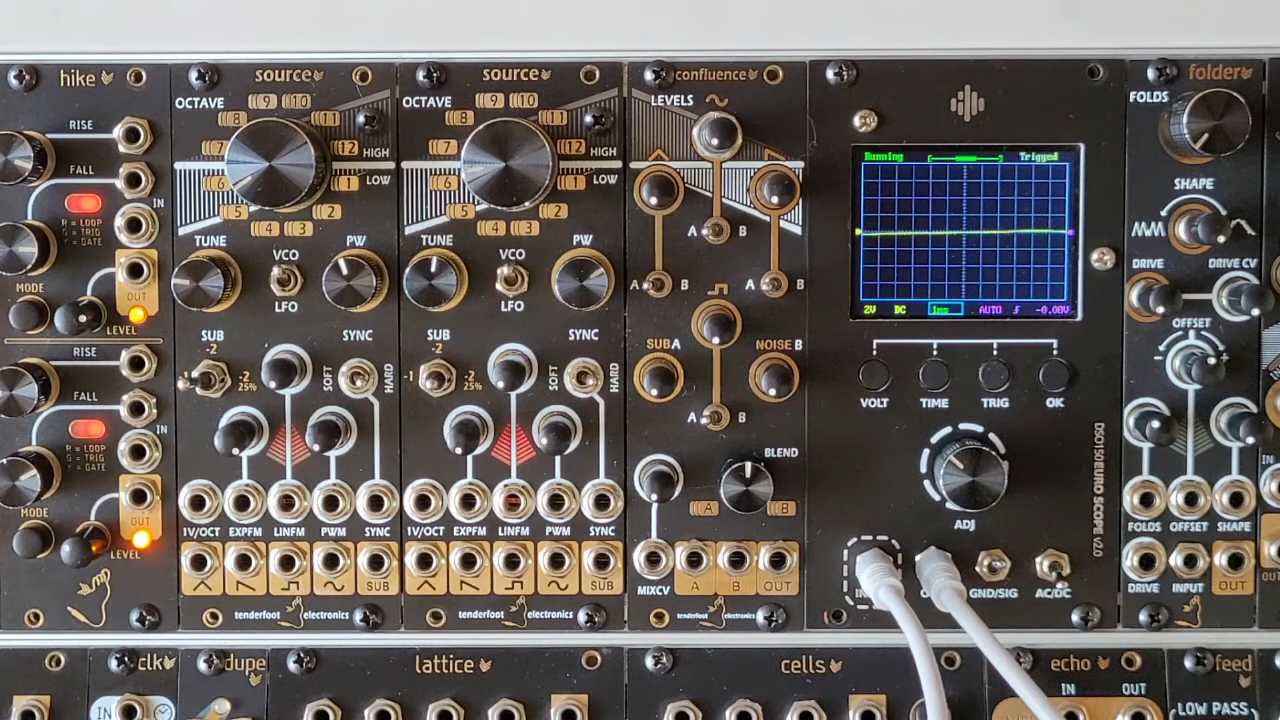 hike
RISE
FALL
IN
R = LOOP
G = TRIG
Y = GATE
OUT
MODE
LEVEL
RISE
FALL
IN
R = LOOP
G = TRIG
Y = GATE
OUT
MODE
LEVEL
source
OCTAVE
9 10
8 11
7 12
HIGH
LOW
6 1
5 2
4 3
TUNE
PW
VCO
LFO
SUB
-2
-2
25%
SYNC
SOFT
HARD
1V/OCT EXPFM LINFM PWM SYNC
SUB
tenderfoot electronics
source
OCTAVE
9 10
8 11
7 12
HIGH
LOW
6 1
5 2
4 3
TUNE
PW
VCO
LFO
SUB
-2
-1
-2
25%
SYNC
SOFT
HARD
1V/OCT EXPFM LINFM PWM SYNC
SUB
tenderfoot electronics
confluence
LEVELS
A B
A B
A B
A
SUB A
NOISE B
A B
BLEND
A B
MIXCV
A B OUT
tenderfoot electronics
Running
Trigged
2V DC 1ms AUTO -0.08V
VOLT TIME TRIG OK
ADJ
DSO150EURO SCOPE V2.0
GND/SIG AC/DC
folder
FOLDS
SHAPE
DRIVE
DRIVE CV
OFFSET
- +
FOLDS OFFSET SHAPE
DRIVE INPUT OUT
IN
clk
IN
dupe
lattice
cells
echo
IN OUT
feed
LOW PASS